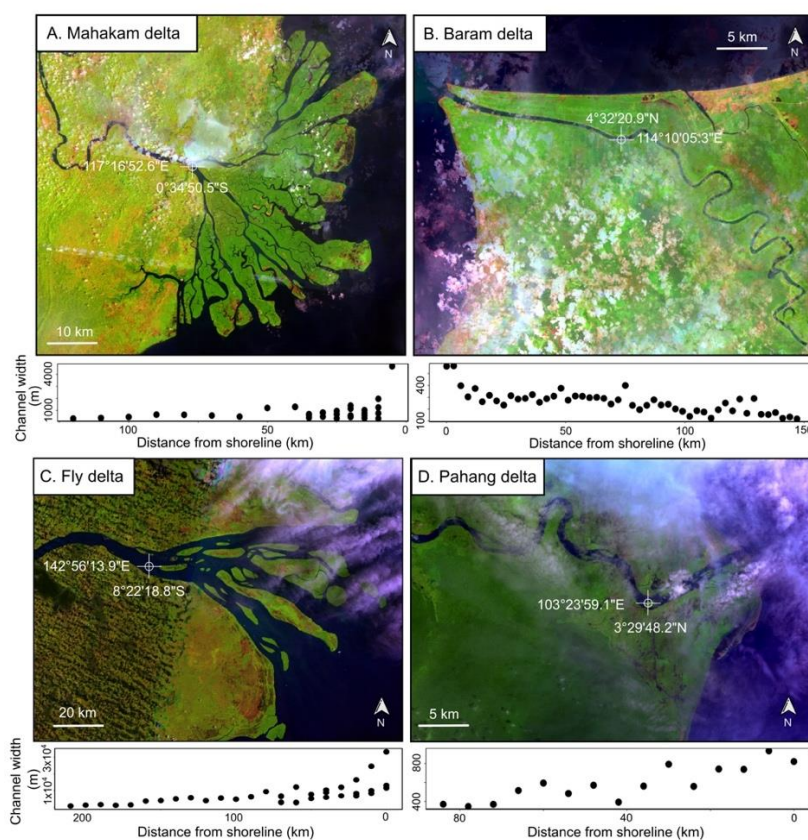 A. Mahakam delta
N
117°16'52.6"E
0°34'50.5"S
10 km
Channel width
(m)
4000
1000
100
50
0
Distance from shoreline (km)
B. Baram delta
5 km
N
4°32'20.9"N
114°10'05.3"E
400
100
0
50
100
150
Distance from shoreline (km)
C. Fly delta
142°56'13.9"E
8°22'18.8"S
20 km
N
Channel width
(m)
3x10⁴
1x10⁴
200
100
0
Distance from shoreline (km)
D. Pahang delta
103°23'59.1"E
3°29'48.2"N
5 km
N
800
400
80
60
40
20
0
Distance from shoreline (km)